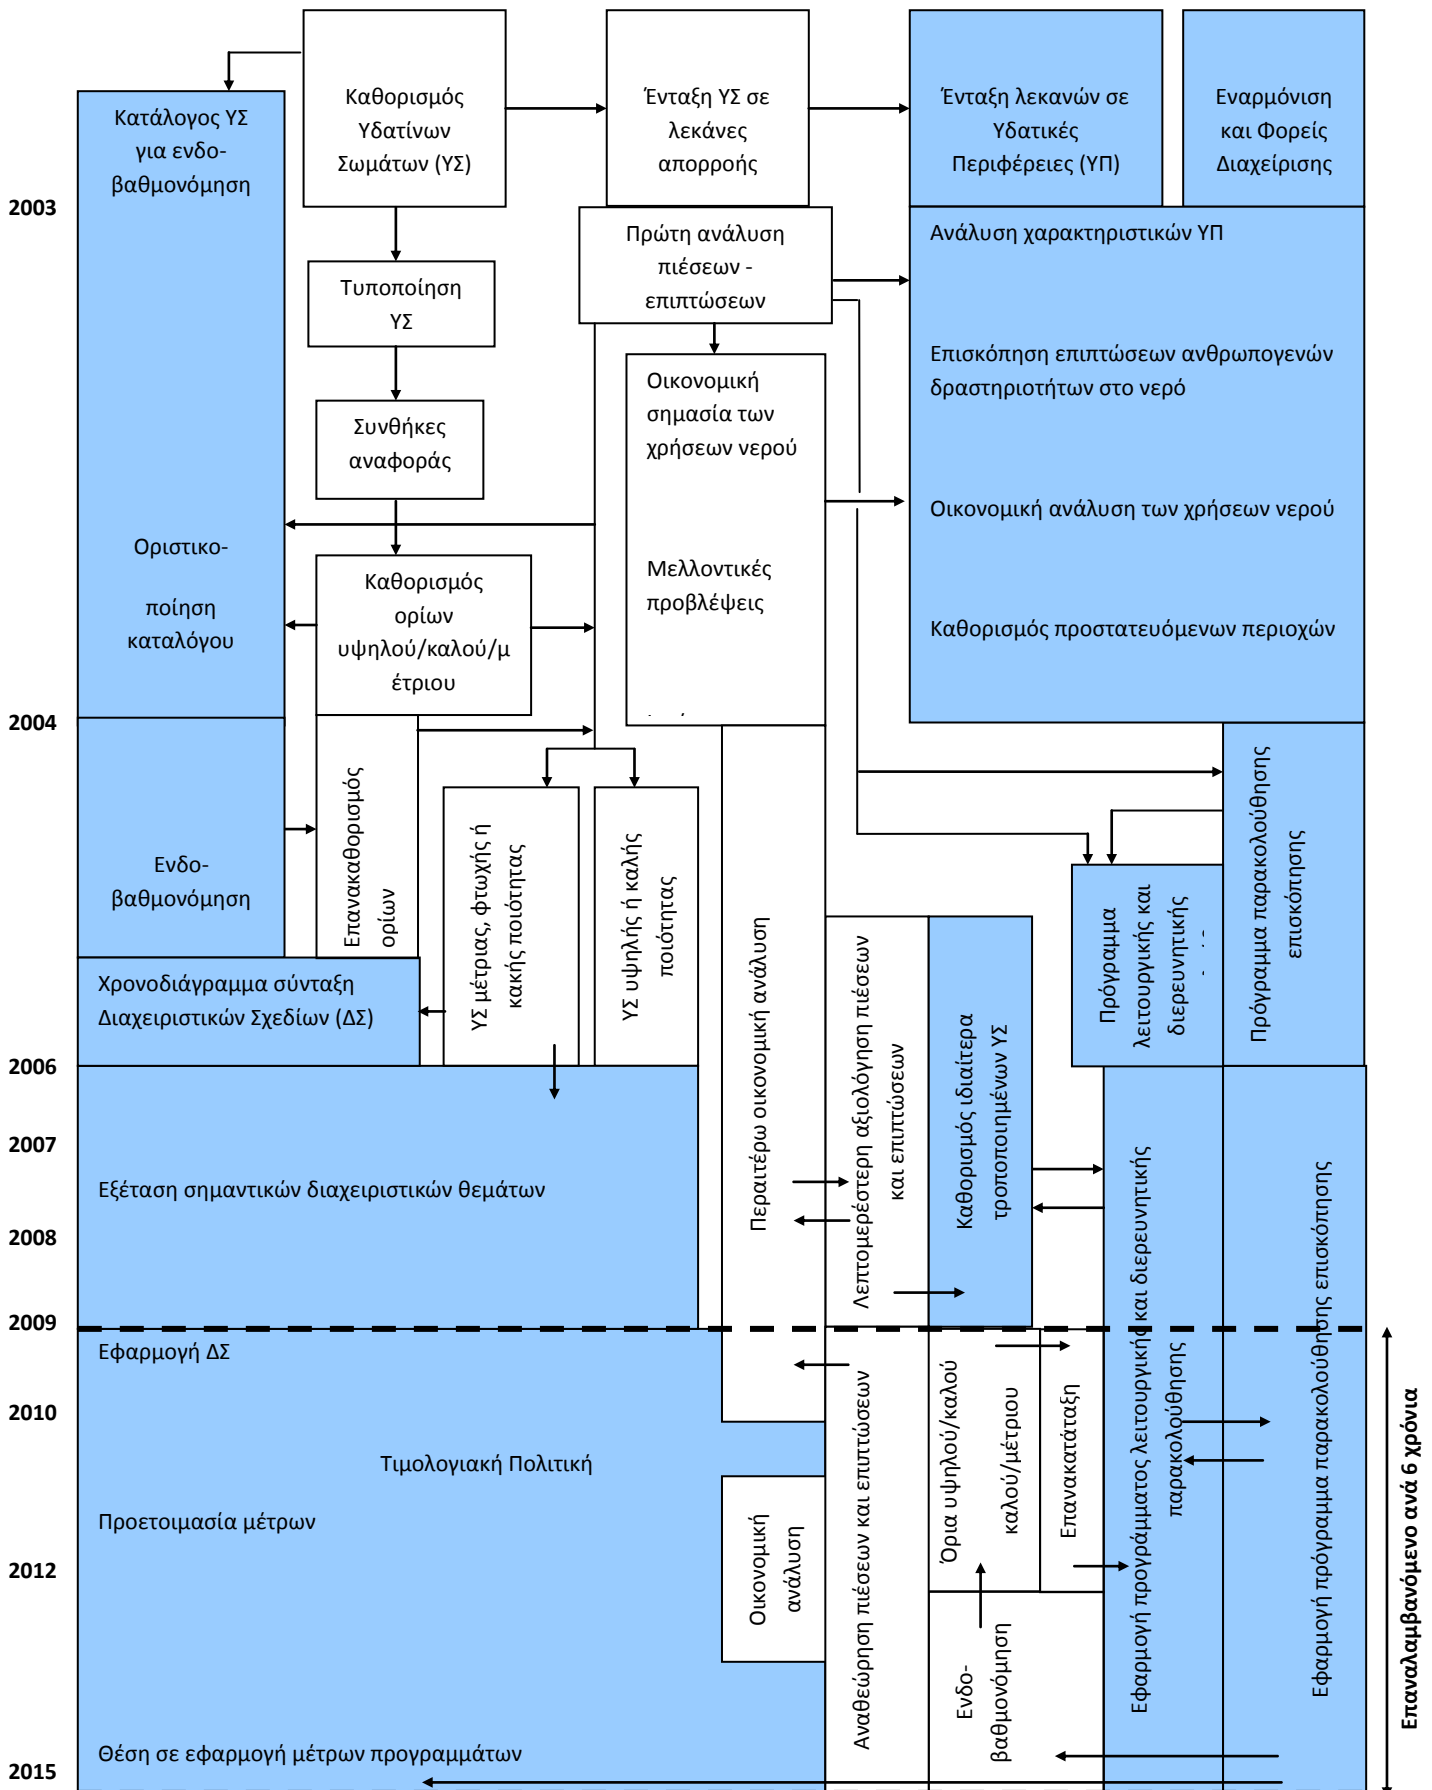 Καθορισμός
Υδατίνων
Σωμάτων (ΥΣ)
Ένταξη ΥΣ σε
λεκάνες
απορροής
Ένταξη λεκανών σε
Υδατικές
Περιφέρειες (ΥΠ)
Εναρμόνιση
και Φορείς
Διαχείρισης
Κατάλογος ΥΣ
για ενδο-
βαθμονόμηση
2003
Πρώτη ανάλυση
πιέσεων -
επιπτώσεων
Ανάλυση χαρακτηριστικών ΥΠ
Τυποποίηση
ΥΣ
Επισκόπηση επιπτώσεων ανθρωπογενών
δραστηριοτήτων στο νερό
Οικονομική
σημασία των
χρήσεων νερού
Συνθήκες
αναφοράς
Οικονομική ανάλυση των χρήσεων νερού
Οριστικο-
ποίηση
καταλόγου
Καθορισμός
ορίων
υψηλού/καλού/μ
έτριου
Μελλοντικές
προβλέψεις
Καθορισμός προστατευόμενων περιοχών
2004
Ενδο-
βαθμονόμηση
Επανακαθορισμός
ορίων
ΥΣ μέτριας, φτωχής ή
κακής ποιότητας
ΥΣ υψηλής ή καλής
ποιότητας
Περαιτέρω οικονομική ανάλυση
Λεπτομερέστερη αξιολόγηση πιέσεων
και επιπτώσεων
Καθορισμός ιδιαίτερα
τροποποιημένων ΥΣ
Πρόγραμμα
λειτουργικής και
διερευνητικής
Πρόγραμμα παρακολούθησης
επισκόπησης
Χρονοδιάγραμμα σύνταξη
Διαχειριστικών Σχεδίων (ΔΣ)
2006
2007
Εξέταση σημαντικών διαχειριστικών θεμάτων
2008
2009
Εφαρμογή ΔΣ
2010
Τιμολογιακή Πολιτική
Προετοιμασία μέτρων
2012
Οικονομική
ανάλυση
Αναθεώρηση πιέσεων και επιπτώσεων
Όρια υψηλού/καλού
καλού/μέτριου
Επανακατάταξη
Ενδο-
βαθμονόμηση
Εφαρμογή προγράμματος λειτουργικής και διερευνητικής
παρακολούθησης
Εφαρμογή πρόγραμμα παρακολούθησης επισκόπησης
Επαναλαμβανόμενο ανά 6 χρόνια
Θέση σε εφαρμογή μέτρων προγραμμάτων
2015